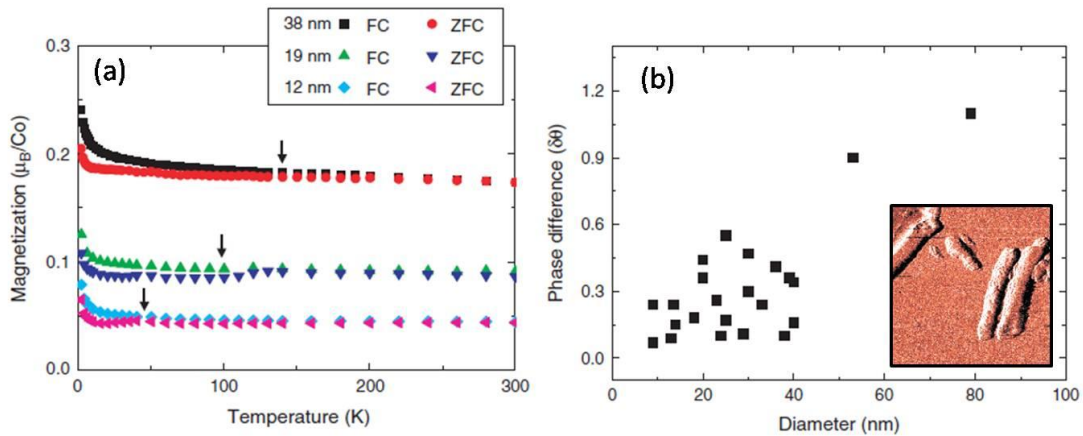 38 nm FC ZFC
19 nm FC ZFC
12 nm FC ZFC
(a)
0.3
0.2
0.1
0.0
0 100 200 300
Magnetization (μB/Co)
Temperature (K)
(b)
1.2
0.9
0.6
0.3
0.0
0 20 40 60 80 100
Phase difference (δθ)
Diameter (nm)